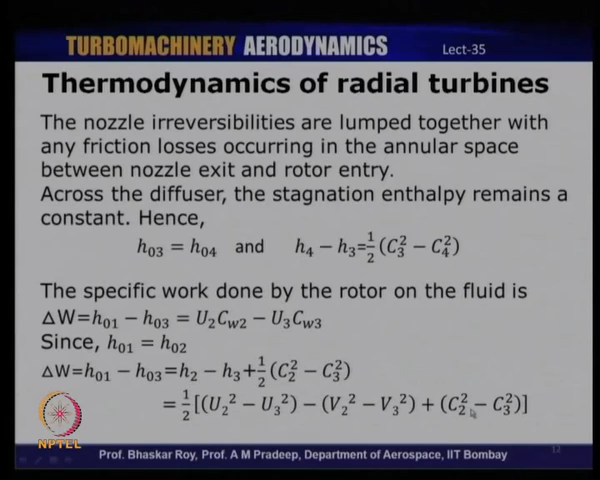 TURBOMACHINERY AERODYNAMICS Lect-35
Thermodynamics of radial turbines
The nozzle irreversibilities are lumped together with
any friction losses occurring in the annular space
between nozzle exit and rotor entry.
Across the diffuser, the stagnation enthalpy remains a
constant. Hence,
h₀₃ = h₀₄ and h₄ − h₃=½(C₃² − C₄²)
The specific work done by the rotor on the fluid is
ΔW=h₀₁ − h₀₃ = U₂C_w2 − U₃C_w3
Since, h₀₁ = h₀₂
ΔW=h₀₁ − h₀₃=h₂ − h₃+½(C₂² − C₃²)
= ½[(U₂² − U₃²) − (V₂² − V₃²) + (C₂² − C₃²)]
NPTEL
Prof. Bhaskar Roy, Prof. A M Pradeep, Department of Aerospace, IIT Bombay
12